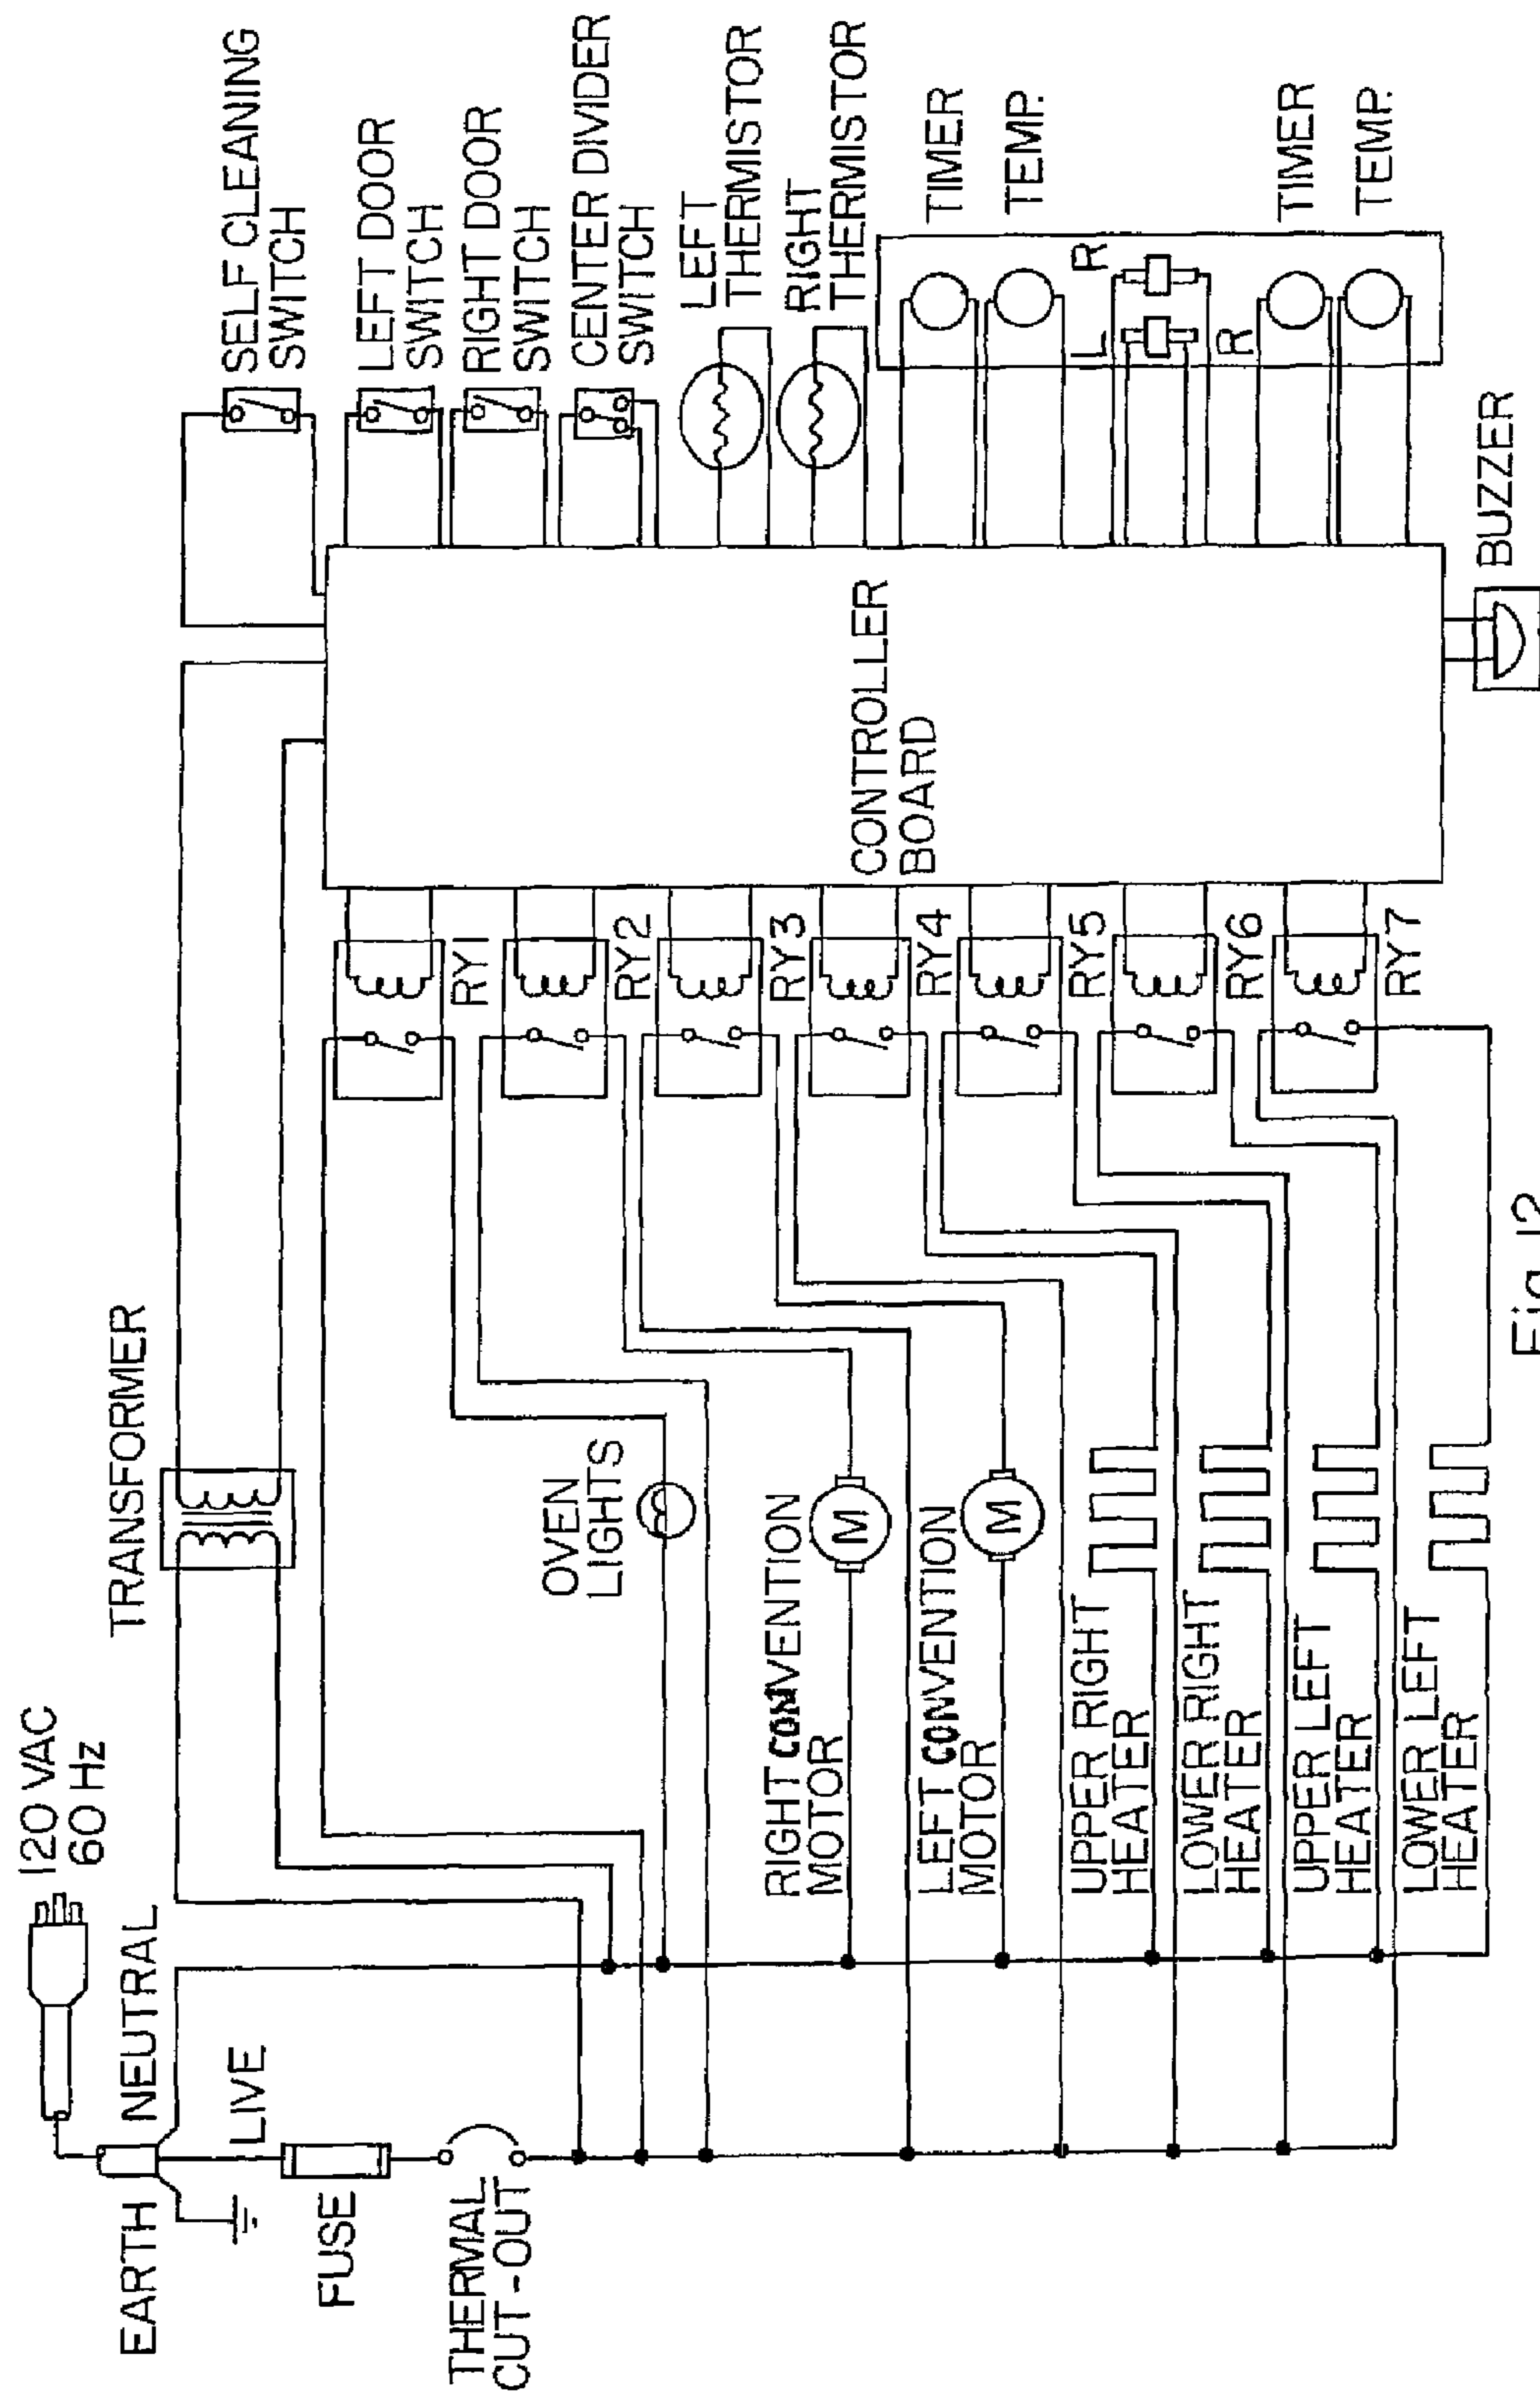 120 VAC
60 Hz
EARTH
NEUTRAL
LIVE
FUSE
THERMAL
CUT-OUT
TRANSFORMER
OVEN
LIGHTS
RIGHT CONVENTION
MOTOR
M
LEFT CONVENTION
MOTOR
M
UPPER RIGHT
HEATER
LOWER RIGHT
HEATER
UPPER LEFT
HEATER
LOWER LEFT
HEATER
RY1
RY2
RY3
RY4
RY5
RY6
RY7
CONTROLLER
BOARD
SELF CLEANING
SWITCH
LEFT DOOR
SWITCH
RIGHT DOOR
SWITCH
CENTER DIVIDER
SWITCH
LEFT
THERMISTOR
RIGHT
THERMISTOR
TIMER
TEMP.
L
R
R
TIMER
TEMP.
BUZZER
Fig. 12